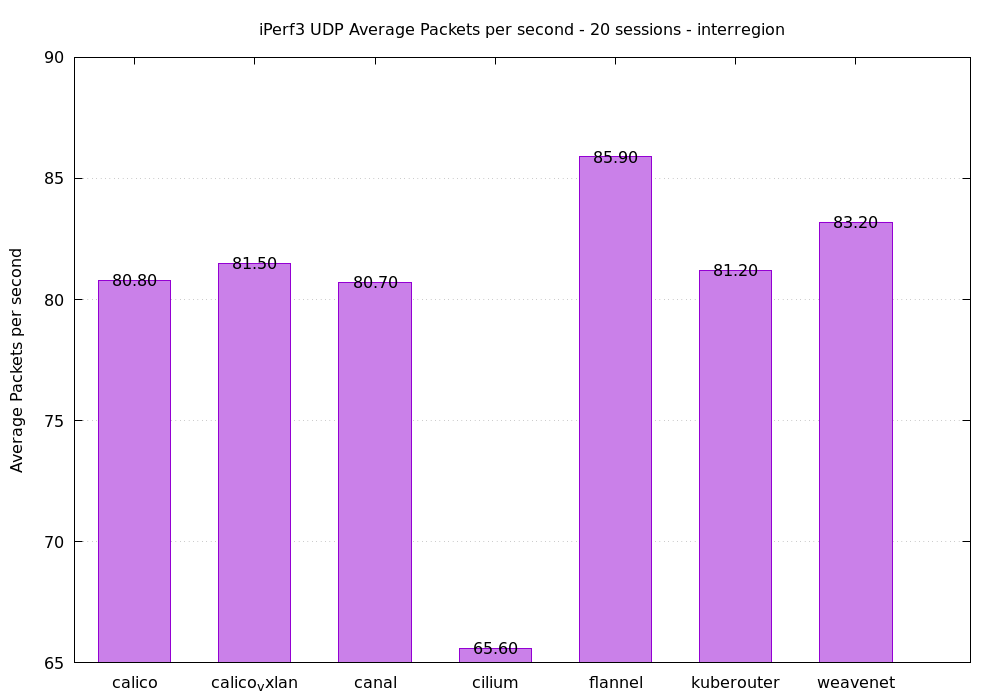 iPerf3 UDP Average Packets per second - 20 sessions - interregion
Average Packets per second
90
85
80
75
70
65
80.80
81.50
80.70
65.60
85.90
81.20
83.20
calico
calicovxlan
canal
cilium
flannel
kuberouter
weavenet